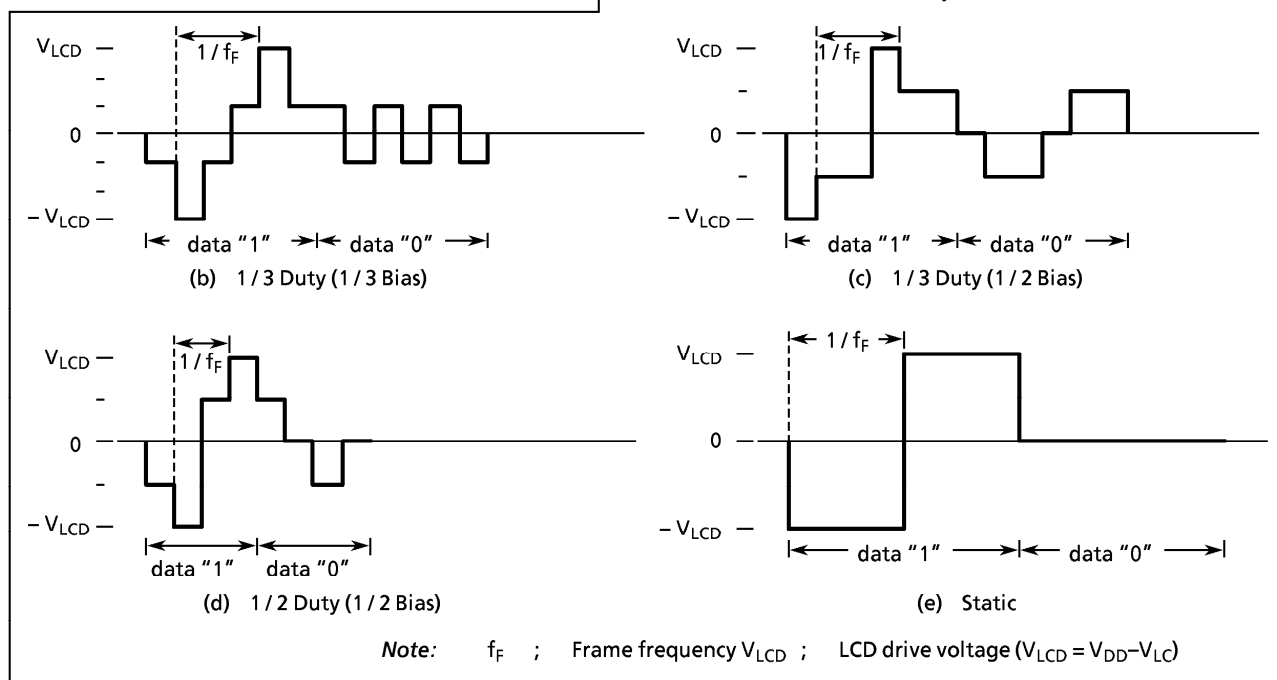 V_LCD
1 / f_F
0
– V_LCD
data “1”
data “0”
(b) 1 / 3 Duty (1 / 3 Bias)
V_LCD
1 / f_F
0
– V_LCD
data “1”
data “0”
(c) 1 / 3 Duty (1 / 2 Bias)
V_LCD
1 / f_F
0
– V_LCD
data “1”
data “0”
(d) 1 / 2 Duty (1 / 2 Bias)
V_LCD
1 / f_F
0
– V_LCD
data “1”
data “0”
(e) Static
Note: f_F ; Frame frequency V_LCD ; LCD drive voltage (V_LCD = V_DD–V_LC)